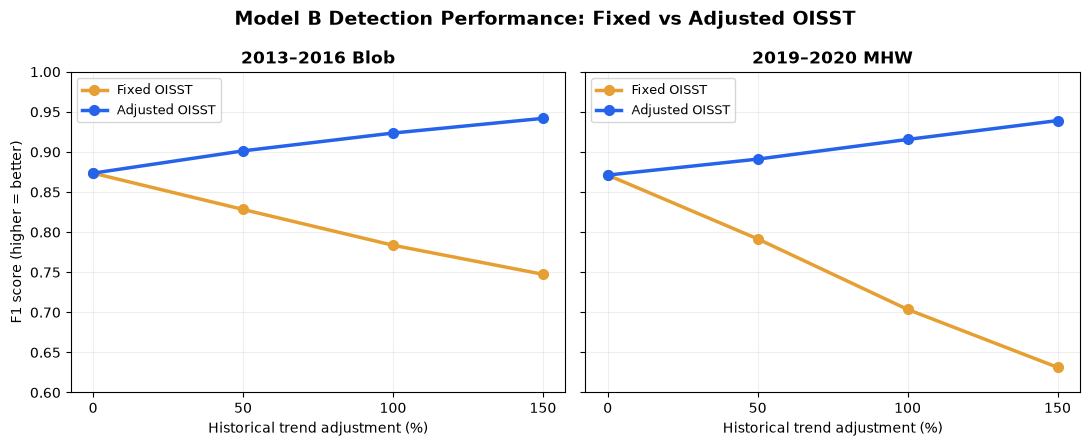 Model B Detection Performance: Fixed vs Adjusted OISST
2013–2016 Blob
Fixed OISST
Adjusted OISST
F1 score (higher = better)
1.00
0.95
0.90
0.85
0.80
0.75
0.70
0.65
0.60
0 50 100 150
Historical trend adjustment (%)
2019–2020 MHW
Fixed OISST
Adjusted OISST
0 50 100 150
Historical trend adjustment (%)